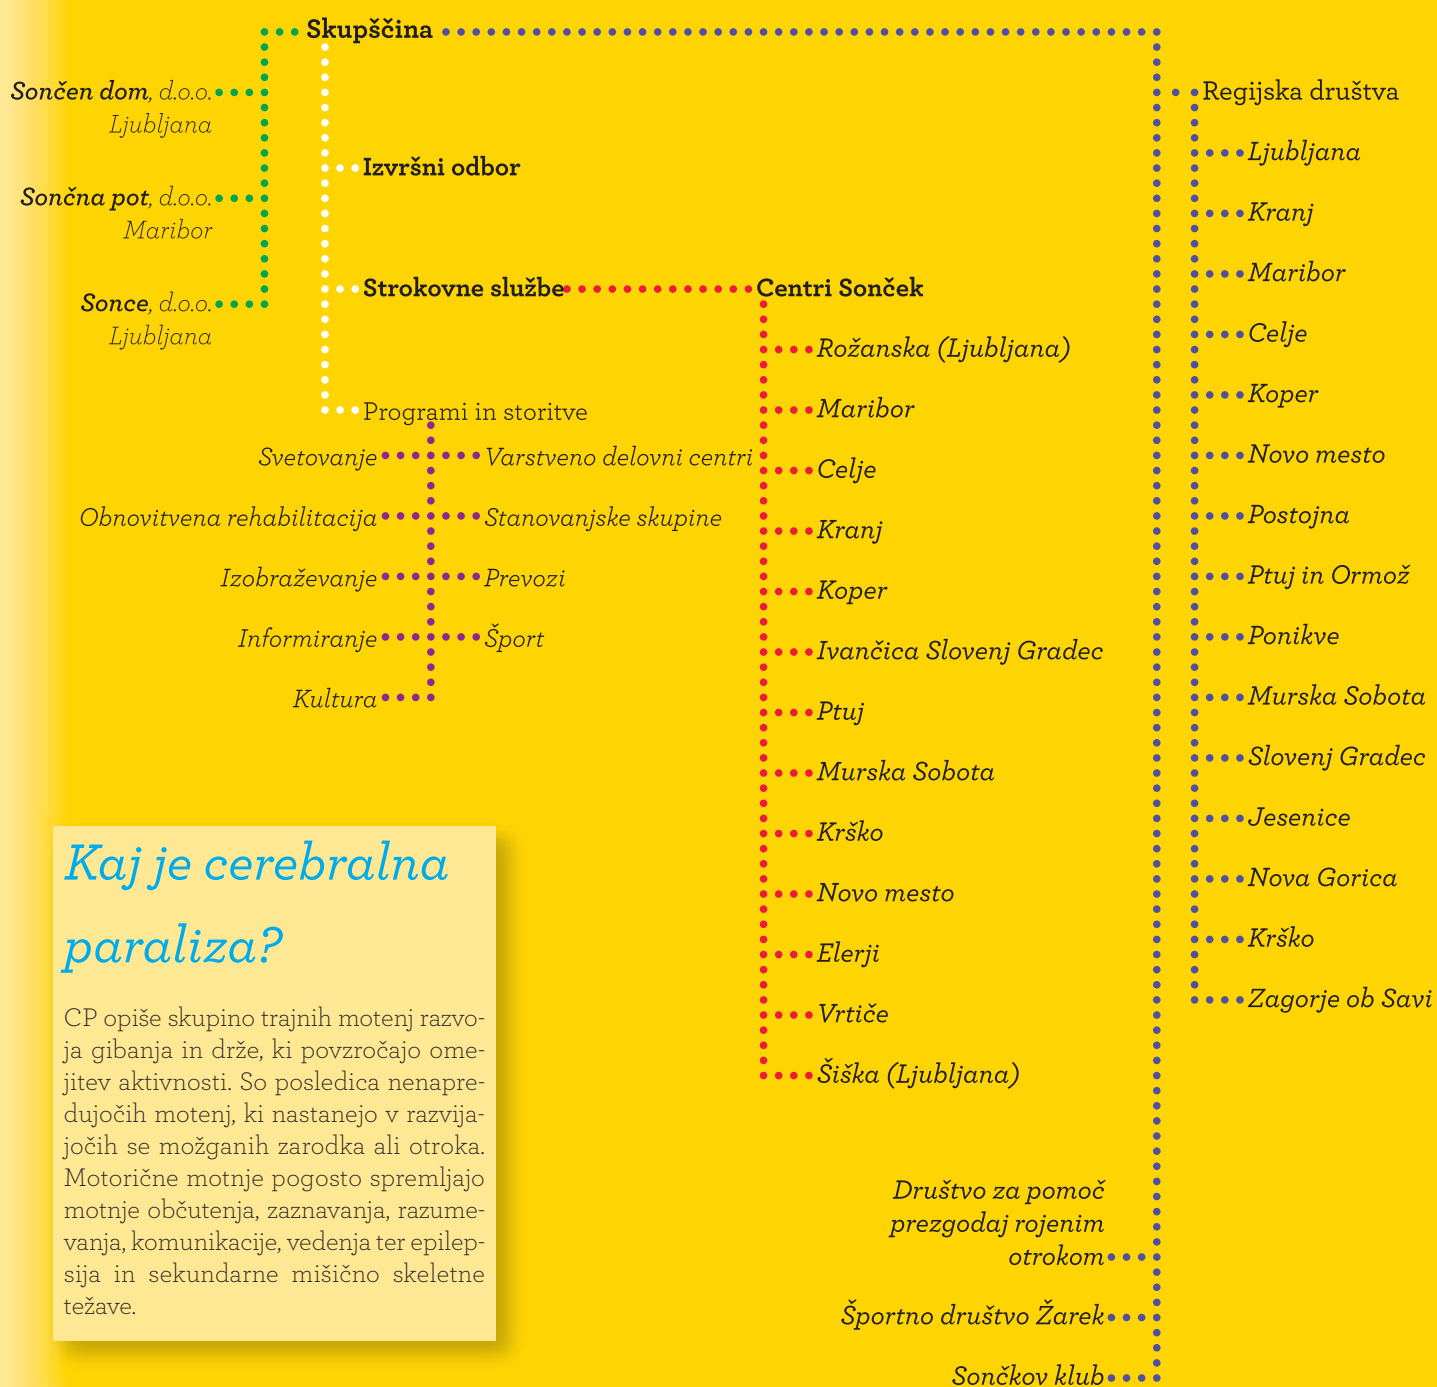 Skupščina
Sončen dom, d.o.o.
Ljubljana
Sončna pot, d.o.o.
Maribor
Sonce, d.o.o.
Ljubljana
Izvršni odbor
Strokovne službe
Programi in storitve
Svetovanje
Varstveno delovni centri
Obnovitvena rehabilitacija
Stanovanjske skupine
Izobraževanje
Prevozi
Informiranje
Šport
Kultura
Centri Sonček
Rožanska (Ljubljana)
Maribor
Celje
Kranj
Koper
Ivančica Slovenj Gradec
Ptuj
Murska Sobota
Krško
Novo mesto
Elerji
Vrtiče
Šiška (Ljubljana)
Regijska društva
Ljubljana
Kranj
Maribor
Celje
Koper
Novo mesto
Postojna
Ptuj in Ormož
Ponikve
Murska Sobota
Slovenj Gradec
Jesenice
Nova Gorica
Krško
Zagorje ob Savi
Društvo za pomoč
prezgodaj rojenim
otrokom
Športno društvo Žarek
Sončkov klub
Kaj je cerebralna
paraliza?
CP opiše skupino trajnih motenj razvo-
ja gibanja in drže, ki povzročajo ome-
jitev aktivnosti. So posledica nenapre-
dujočih motenj, ki nastanejo v razvija-
jočih se možganih zarodka ali otroka.
Motorične motnje pogosto spremljajo
motnje občutenja, zaznavanja, razume-
vanja, komunikacije, vedenja ter epilep-
sija in sekundarne mišično skeletne
težave.